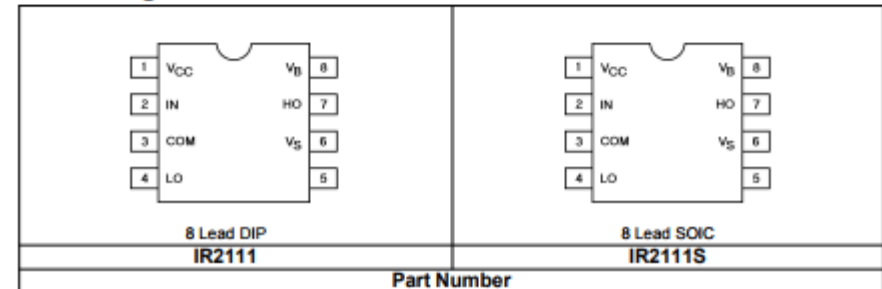 1 VCC VB 8
2 IN HO 7
3 COM VS 6
4 LO 5
8 Lead DIP
IR2111
1 VCC VB 8
2 IN HO 7
3 COM VS 6
4 LO 5
8 Lead SOIC
IR2111S
Part Number